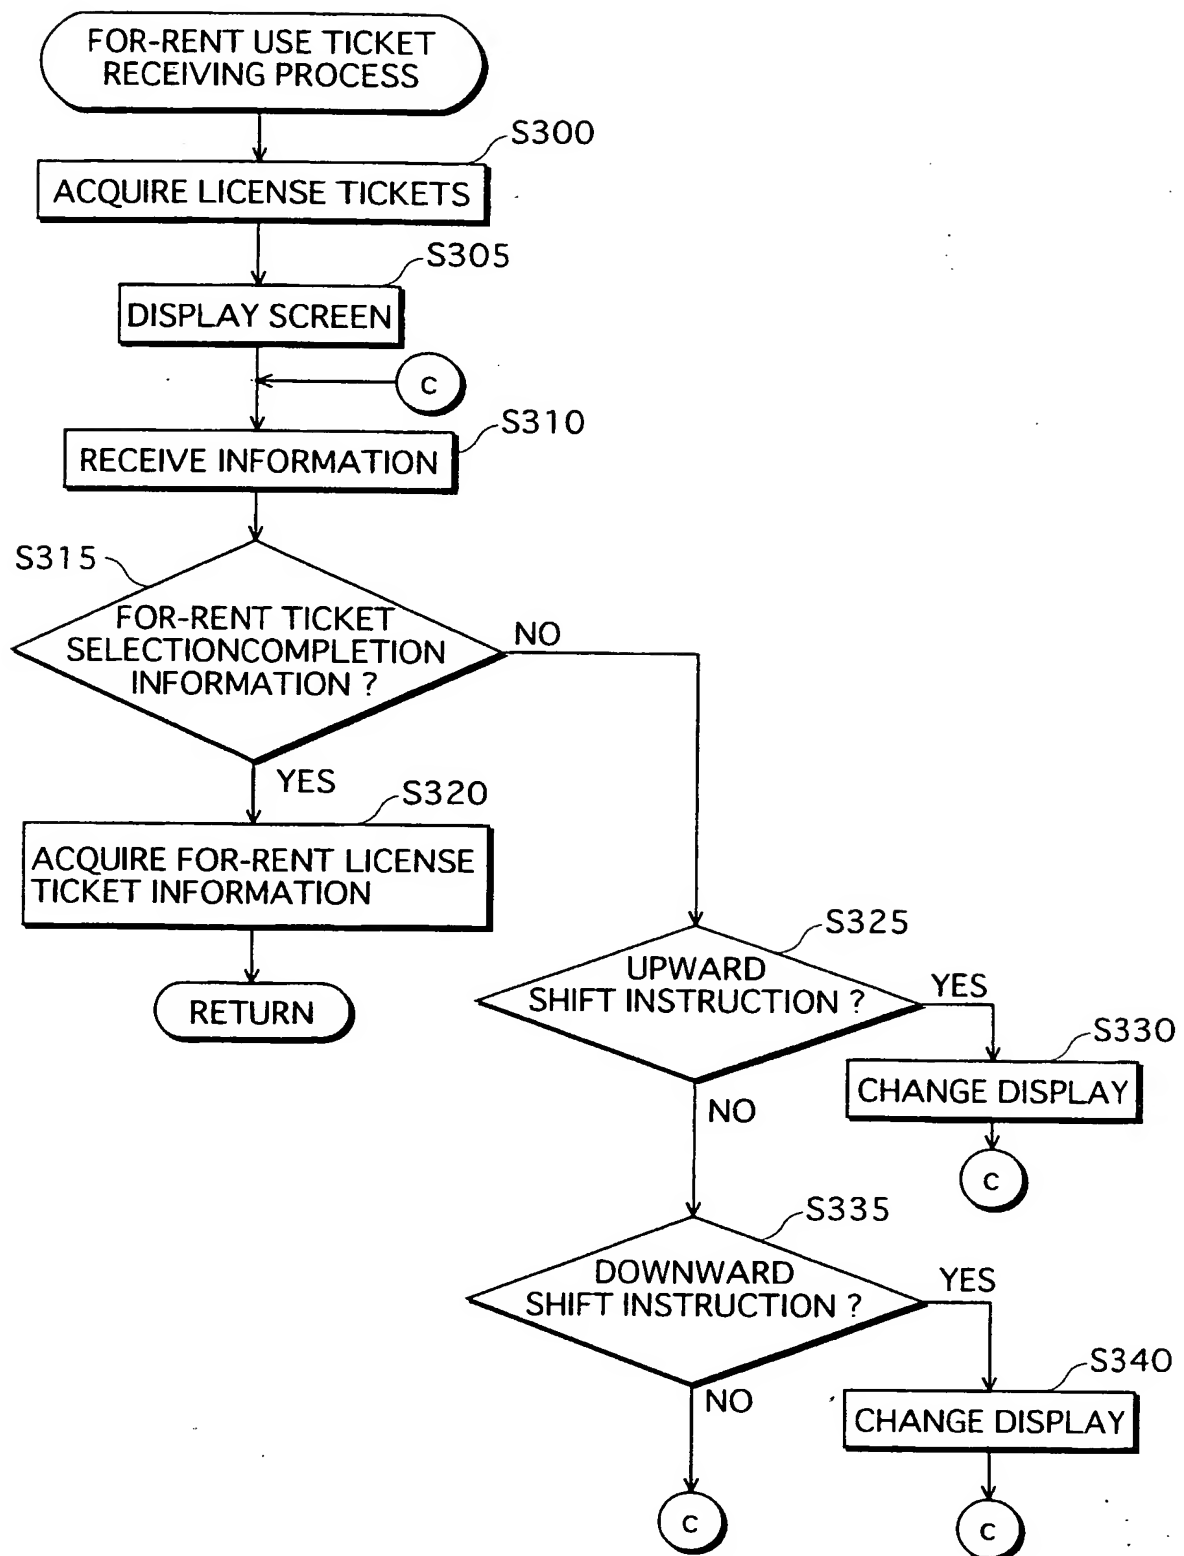 FOR-RENT USE TICKET
RECEIVING PROCESS
S300
ACQUIRE LICENSE TICKETS
S305
DISPLAY SCREEN
C
S310
RECEIVE INFORMATION
S315
FOR-RENT TICKET
SELECTIONCOMPLETION
INFORMATION ?
NO
YES
S320
ACQUIRE FOR-RENT LICENSE
TICKET INFORMATION
RETURN
S325
UPWARD
SHIFT INSTRUCTION ?
YES
S330
CHANGE DISPLAY
C
NO
S335
DOWNWARD
SHIFT INSTRUCTION ?
YES
S340
CHANGE DISPLAY
C
NO
C